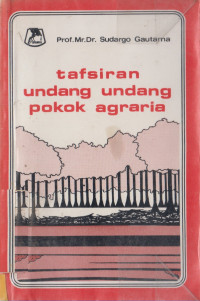 Prof.Mr.Dr. Sudargo Gautama
tafsiran
undang undang
pokok agraria